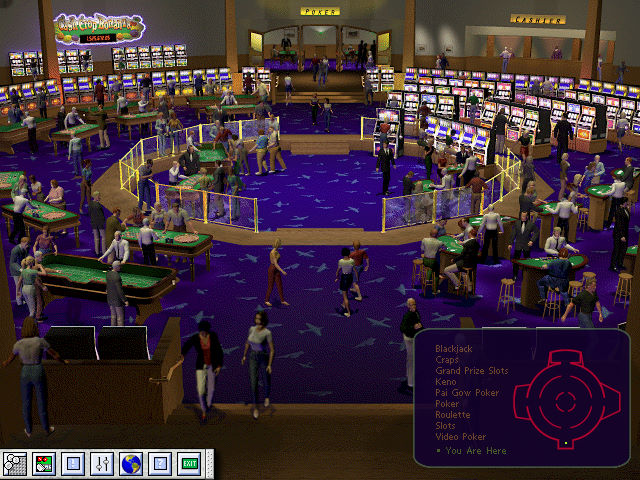 POKER
CASHIER
Blackjack
Craps
Grand Prize Slots
Keno
Pai Gow Poker
Poker
Roulette
Slots
Video Poker
You Are Here
EXIT